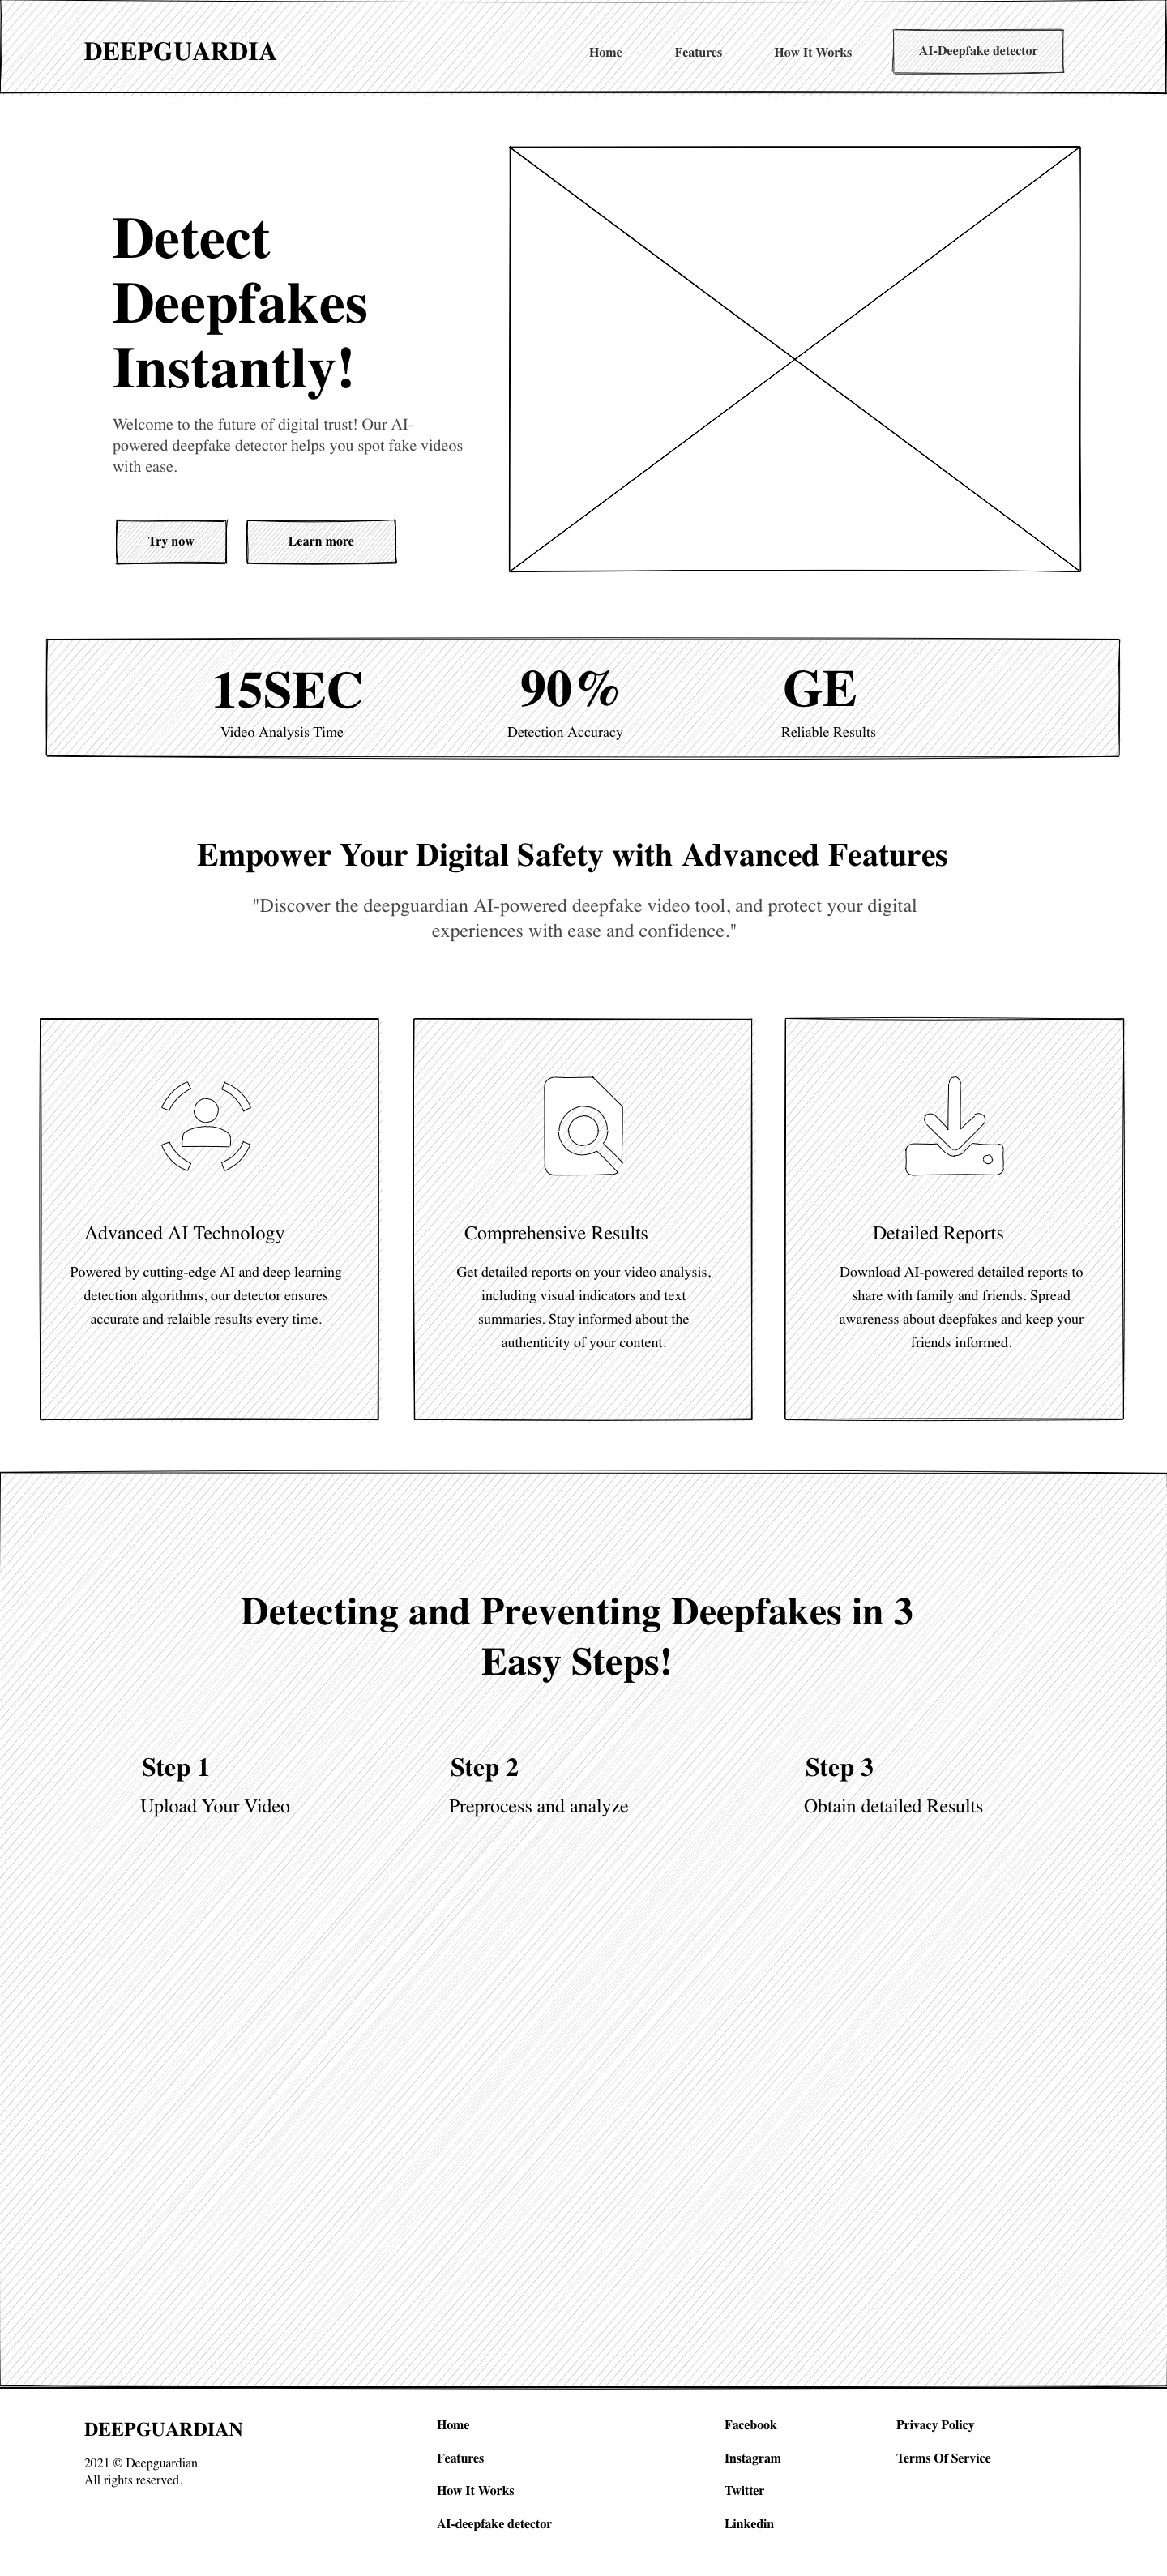 DEEPGUARDIA
Home
Features
How It Works
AI-Deepfake detector
Detect
Deepfakes
Instantly!
Welcome to the future of digital trust! Our AI-
powered deepfake detector helps you spot fake videos
with ease.
Try now
Learn more
15SEC
Video Analysis Time
90%
Detection Accuracy
GE
Reliable Results
Empower Your Digital Safety with Advanced Features
"Discover the deepguardian AI-powered deepfake video tool, and protect your digital
experiences with ease and confidence."
Advanced AI Technology
Powered by cutting-edge AI and deep learning
detection algorithms, our detector ensures
accurate and relaible results every time.
Comprehensive Results
Get detailed reports on your video analysis,
including visual indicators and text
summaries. Stay informed about the
authenticity of your content.
Detailed Reports
Download AI-powered detailed reports to
share with family and friends. Spread
awareness about deepfakes and keep your
friends informed.
Detecting and Preventing Deepfakes in 3
Easy Steps!
Step 1
Upload Your Video
Step 2
Preprocess and analyze
Step 3
Obtain detailed Results
DEEPGUARDIAN
2021 © Deepguardian
All rights reserved.
Home
Features
How It Works
AI-deepfake detector
Facebook
Instagram
Twitter
Linkedin
Privacy Policy
Terms Of Service